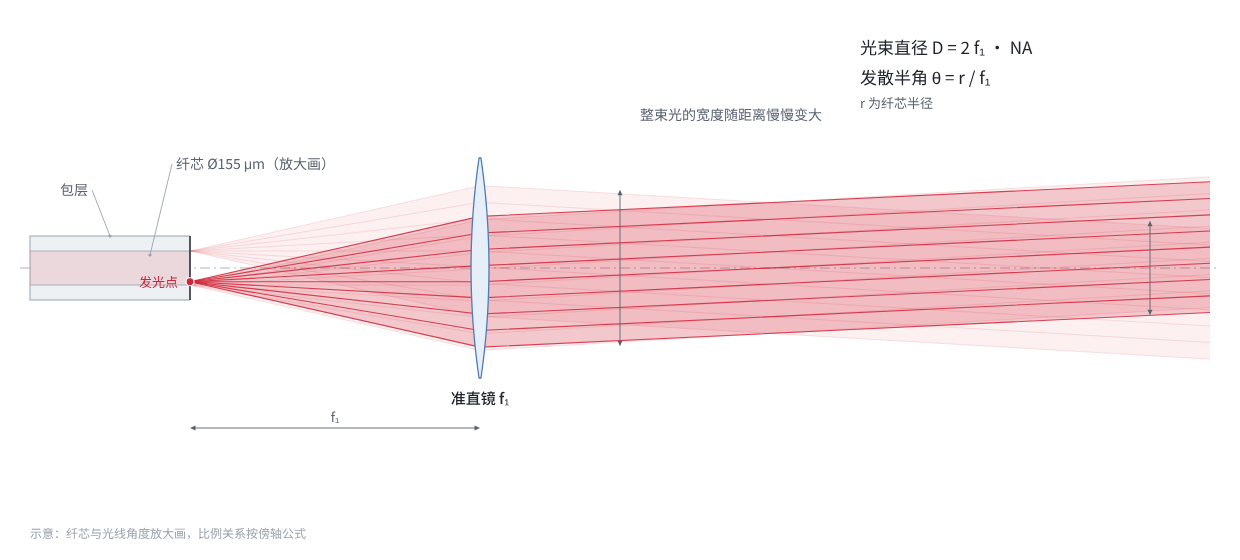 光束直径 D = 2 f₁ · NA
发散半角 θ = r / f₁
r 为纤芯半径
整束光的宽度随距离慢慢变大
纤芯 Ø155 μm（放大画）
包层
发光点
准直镜 f₁
f₁
示意：纤芯与光线角度放大画，比例关系按傍轴公式